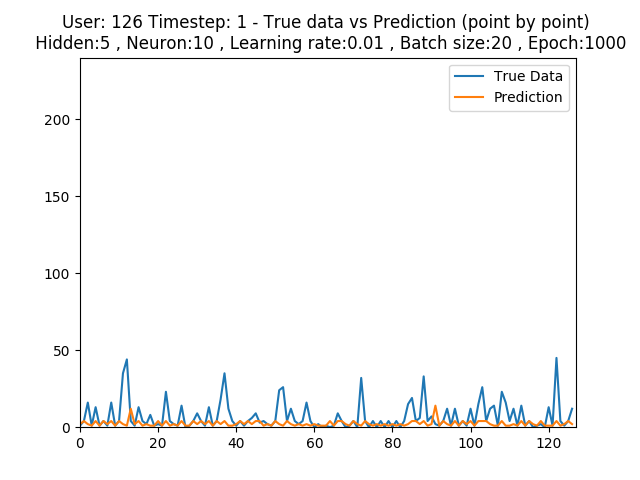 User: 126 Timestep: 1 - True data vs Prediction (point by point)
Hidden:5 , Neuron:10 , Learning rate:0.01 , Batch size:20 , Epoch:1000
True Data
Prediction
200
150
100
50
0
0 20 40 60 80 100 120